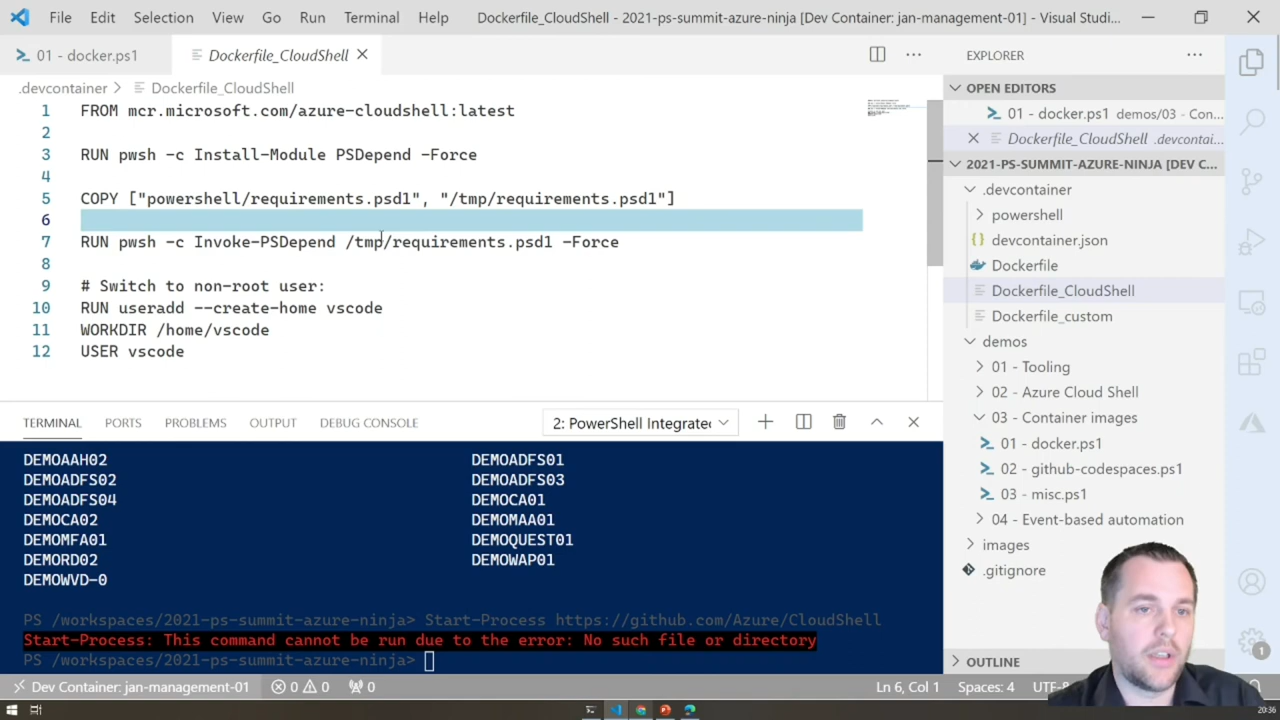 File Edit Selection View Go Run Terminal Help Dockerfile_CloudShell - 2021-ps-summit-azure-ninja [Dev Container: jan-management-01] - Visual Studi...
01 - docker.ps1 Dockerfile_CloudShell
.devcontainer Dockerfile_CloudShell
1 FROM mcr.microsoft.com/azure-cloudshell:latest
2
3 RUN pwsh -c Install-Module PSDepend -Force
4
5 COPY ["powershell/requirements.psd1", "/tmp/requirements.psd1"]
6
7 RUN pwsh -c Invoke-PSDepend /tmp/requirements.psd1 -Force
8
9 # Switch to non-root user:
10 RUN useradd --create-home vscode
11 WORKDIR /home/vscode
12 USER vscode
TERMINAL PORTS PROBLEMS OUTPUT DEBUG CONSOLE 2: PowerShell Integrated
DEMOAAH02 DEMOADFS01
DEMOADFS02 DEMOADFS03
DEMOADFS04 DEMOCA01
DEMOCA02 DEMOMAA01
DEMOMFA01 DEMOQUEST01
DEMORD02 DEMOWAP01
DEMOWVD-0
PS /workspaces/2021-ps-summit-azure-ninja> Start-Process https://github.com/Azure/CloudShell
Start-Process: This command cannot be run due to the error: No such file or directory
PS /workspaces/2021-ps-summit-azure-ninja>
EXPLORER
OPEN EDITORS
01 - docker.ps1 demos/03 - Con...
Dockerfile_CloudShell .devcontai...
2021-PS-SUMMIT-AZURE-NINJA [DEV C...
.devcontainer
powershell
devcontainer.json
Dockerfile
Dockerfile_CloudShell
Dockerfile_custom
demos
01 - Tooling
02 - Azure Cloud Shell
03 - Container images
01 - docker.ps1
02 - github-codespaces.ps1
03 - misc.ps1
04 - Event-based automation
images
.gitignore
OUTLINE
1
Dev Container: jan-management-01 0 0 0 Ln 6, Col 1 Spaces: 4 UTF-8
20:36